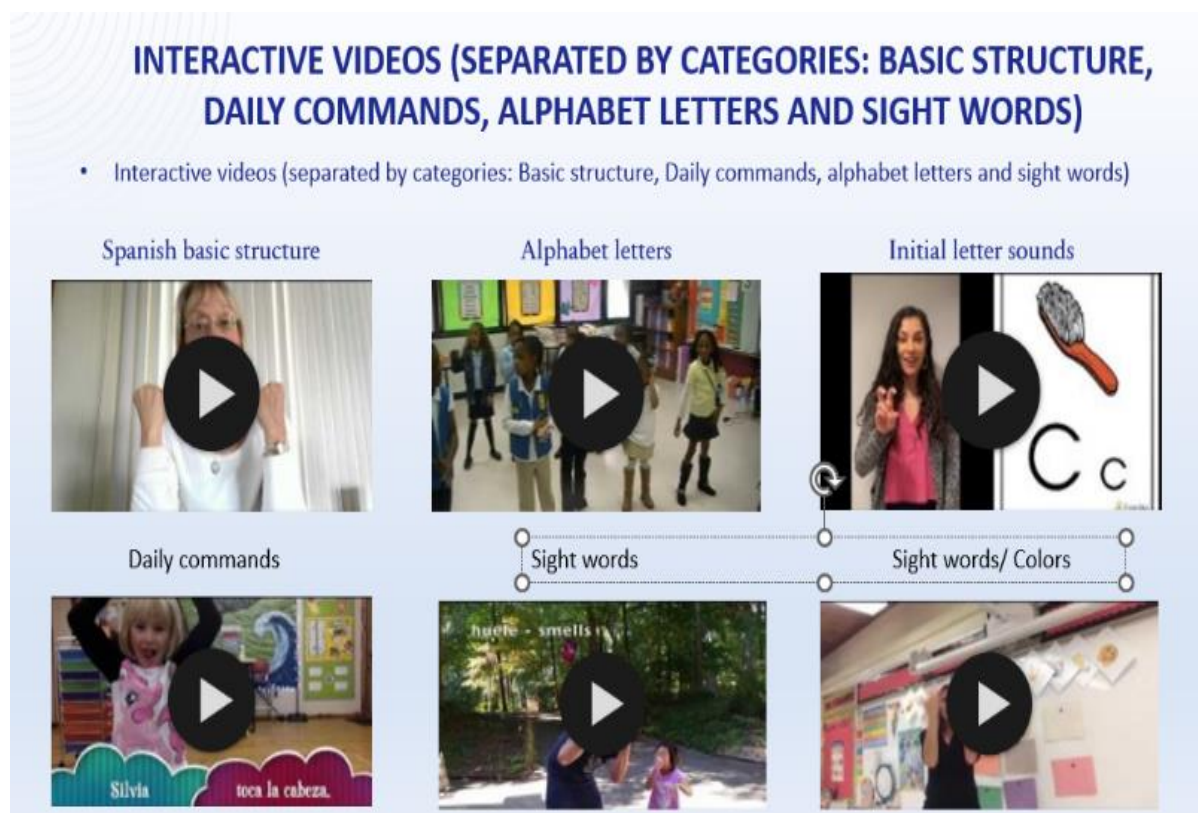 INTERACTIVE VIDEOS (SEPARATED BY CATEGORIES: BASIC STRUCTURE,
DAILY COMMANDS, ALPHABET LETTERS AND SIGHT WORDS)
• Interactive videos (separated by categories: Basic structure, Daily commands, alphabet letters and sight words)
Spanish basic structure
Alphabet letters
Initial letter sounds
C c
Daily commands
Sight words
Sight words/ Colors
Silvia
toca la cabeza.
huele - smells